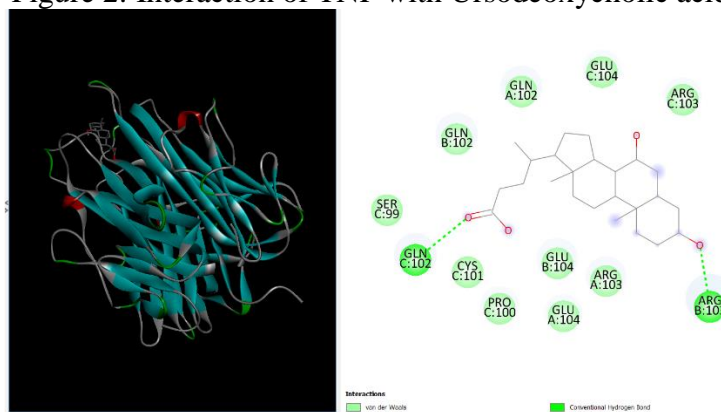 Figure 2: Interaction of TNF with Ursodeoxycholic acid
GLU
C:104
GLN
A:102
ARG
C:103
GLN
B:102
O
SER
C:99
O
O
O
GLN
C:102
CYS
C:101
GLU
B:104
ARG
A:103
PRO
C:100
GLU
A:104
ARG
Interactions
van der Waals
Conventional Hydrogen Bond